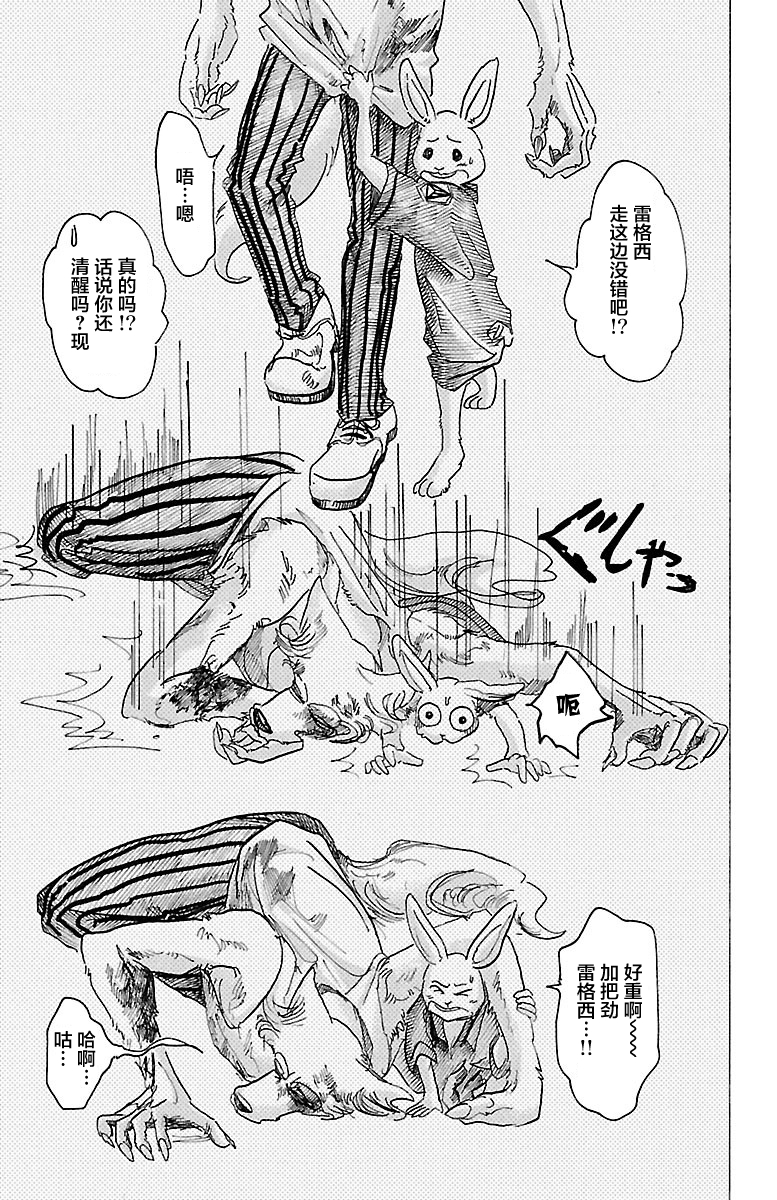 雷格西
走这边没错吧!?
唔…嗯
真的吗!?
话说你还
清醒吗？现
ぐしゃっ
呃
好重啊~~~
加把劲
雷格西…!!
哈啊…
咕…